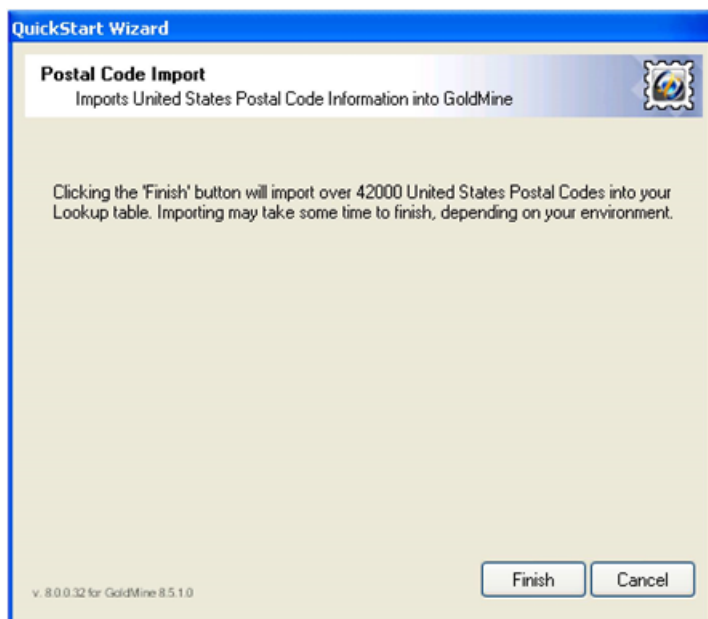 QuickStart Wizard
Postal Code Import
Imports United States Postal Code Information into GoldMine
Clicking the 'Finish' button will import over 42000 United States Postal Codes into your
Lookup table. Importing may take some time to finish, depending on your environment.
v. 8.0.0.32 for GoldMine 8.5.1.0
Finish
Cancel